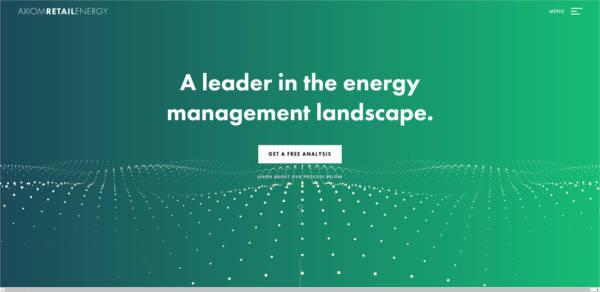 AXIOMRETAILENERGY
MENU
A leader in the energy
management landscape.
GET A FREE ANALYSIS
LEARN ABOUT OUR PROCESS BELOW